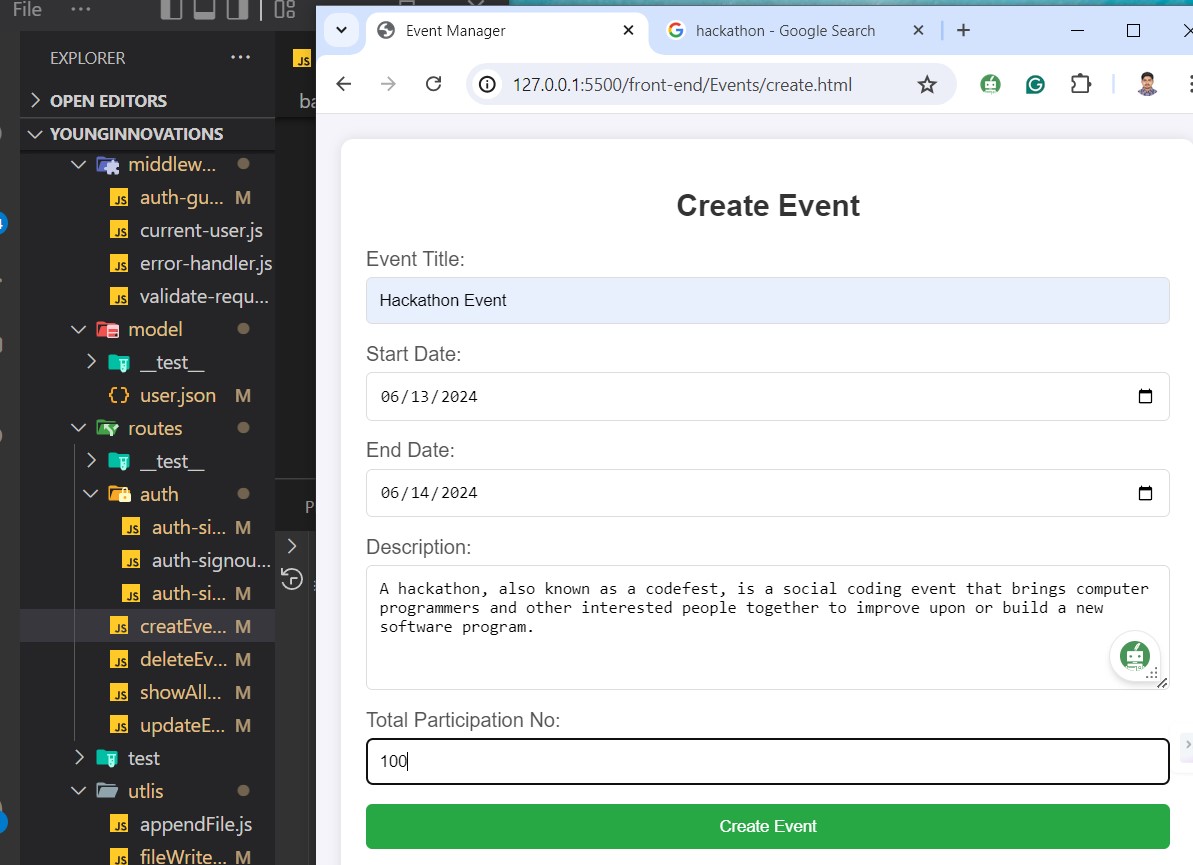 File ...
EXPLORER ...
OPEN EDITORS
YOUNGINNOVATIONS
middlew...
JS auth-gu... M
JS current-user.js
JS error-handler.js
JS validate-requ...
model
__test__
{} user.json M
routes
__test__
auth
JS auth-si... M
JS auth-signou...
JS auth-si... M
JS creatEve... M
JS deleteEv... M
JS showAll... M
JS updateE... M
test
utlis
JS appendFile.js
JS fileWrite... M
JS
ba
P
Event Manager
hackathon - Google Search
127.0.0.1:5500/front-end/Events/create.html
Create Event
Event Title:
Hackathon Event
Start Date:
06/13/2024
End Date:
06/14/2024
Description:
A hackathon, also known as a codefest, is a social coding event that brings computer
programmers and other interested people together to improve upon or build a new
software program.
Total Participation No:
100
Create Event